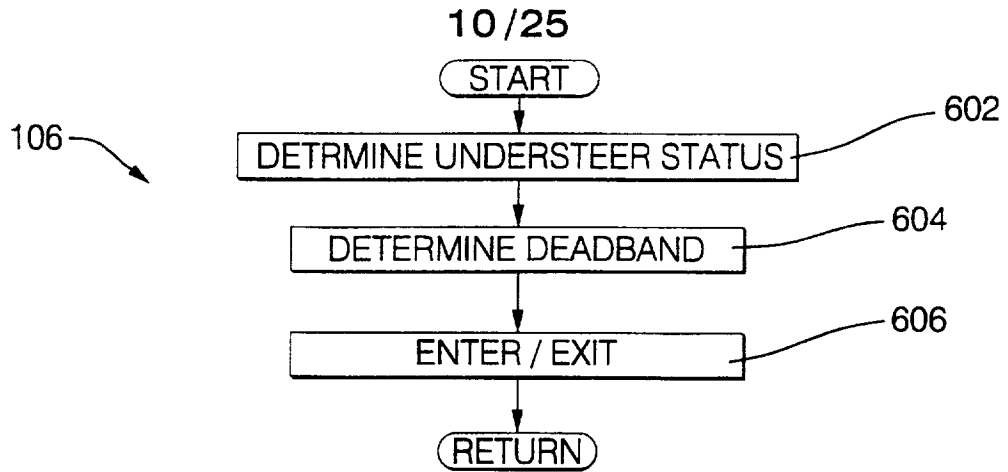 10/25
START
106
602
DETRMINE UNDERSTEER STATUS
604
DETERMINE DEADBAND
606
ENTER / EXIT
RETURN